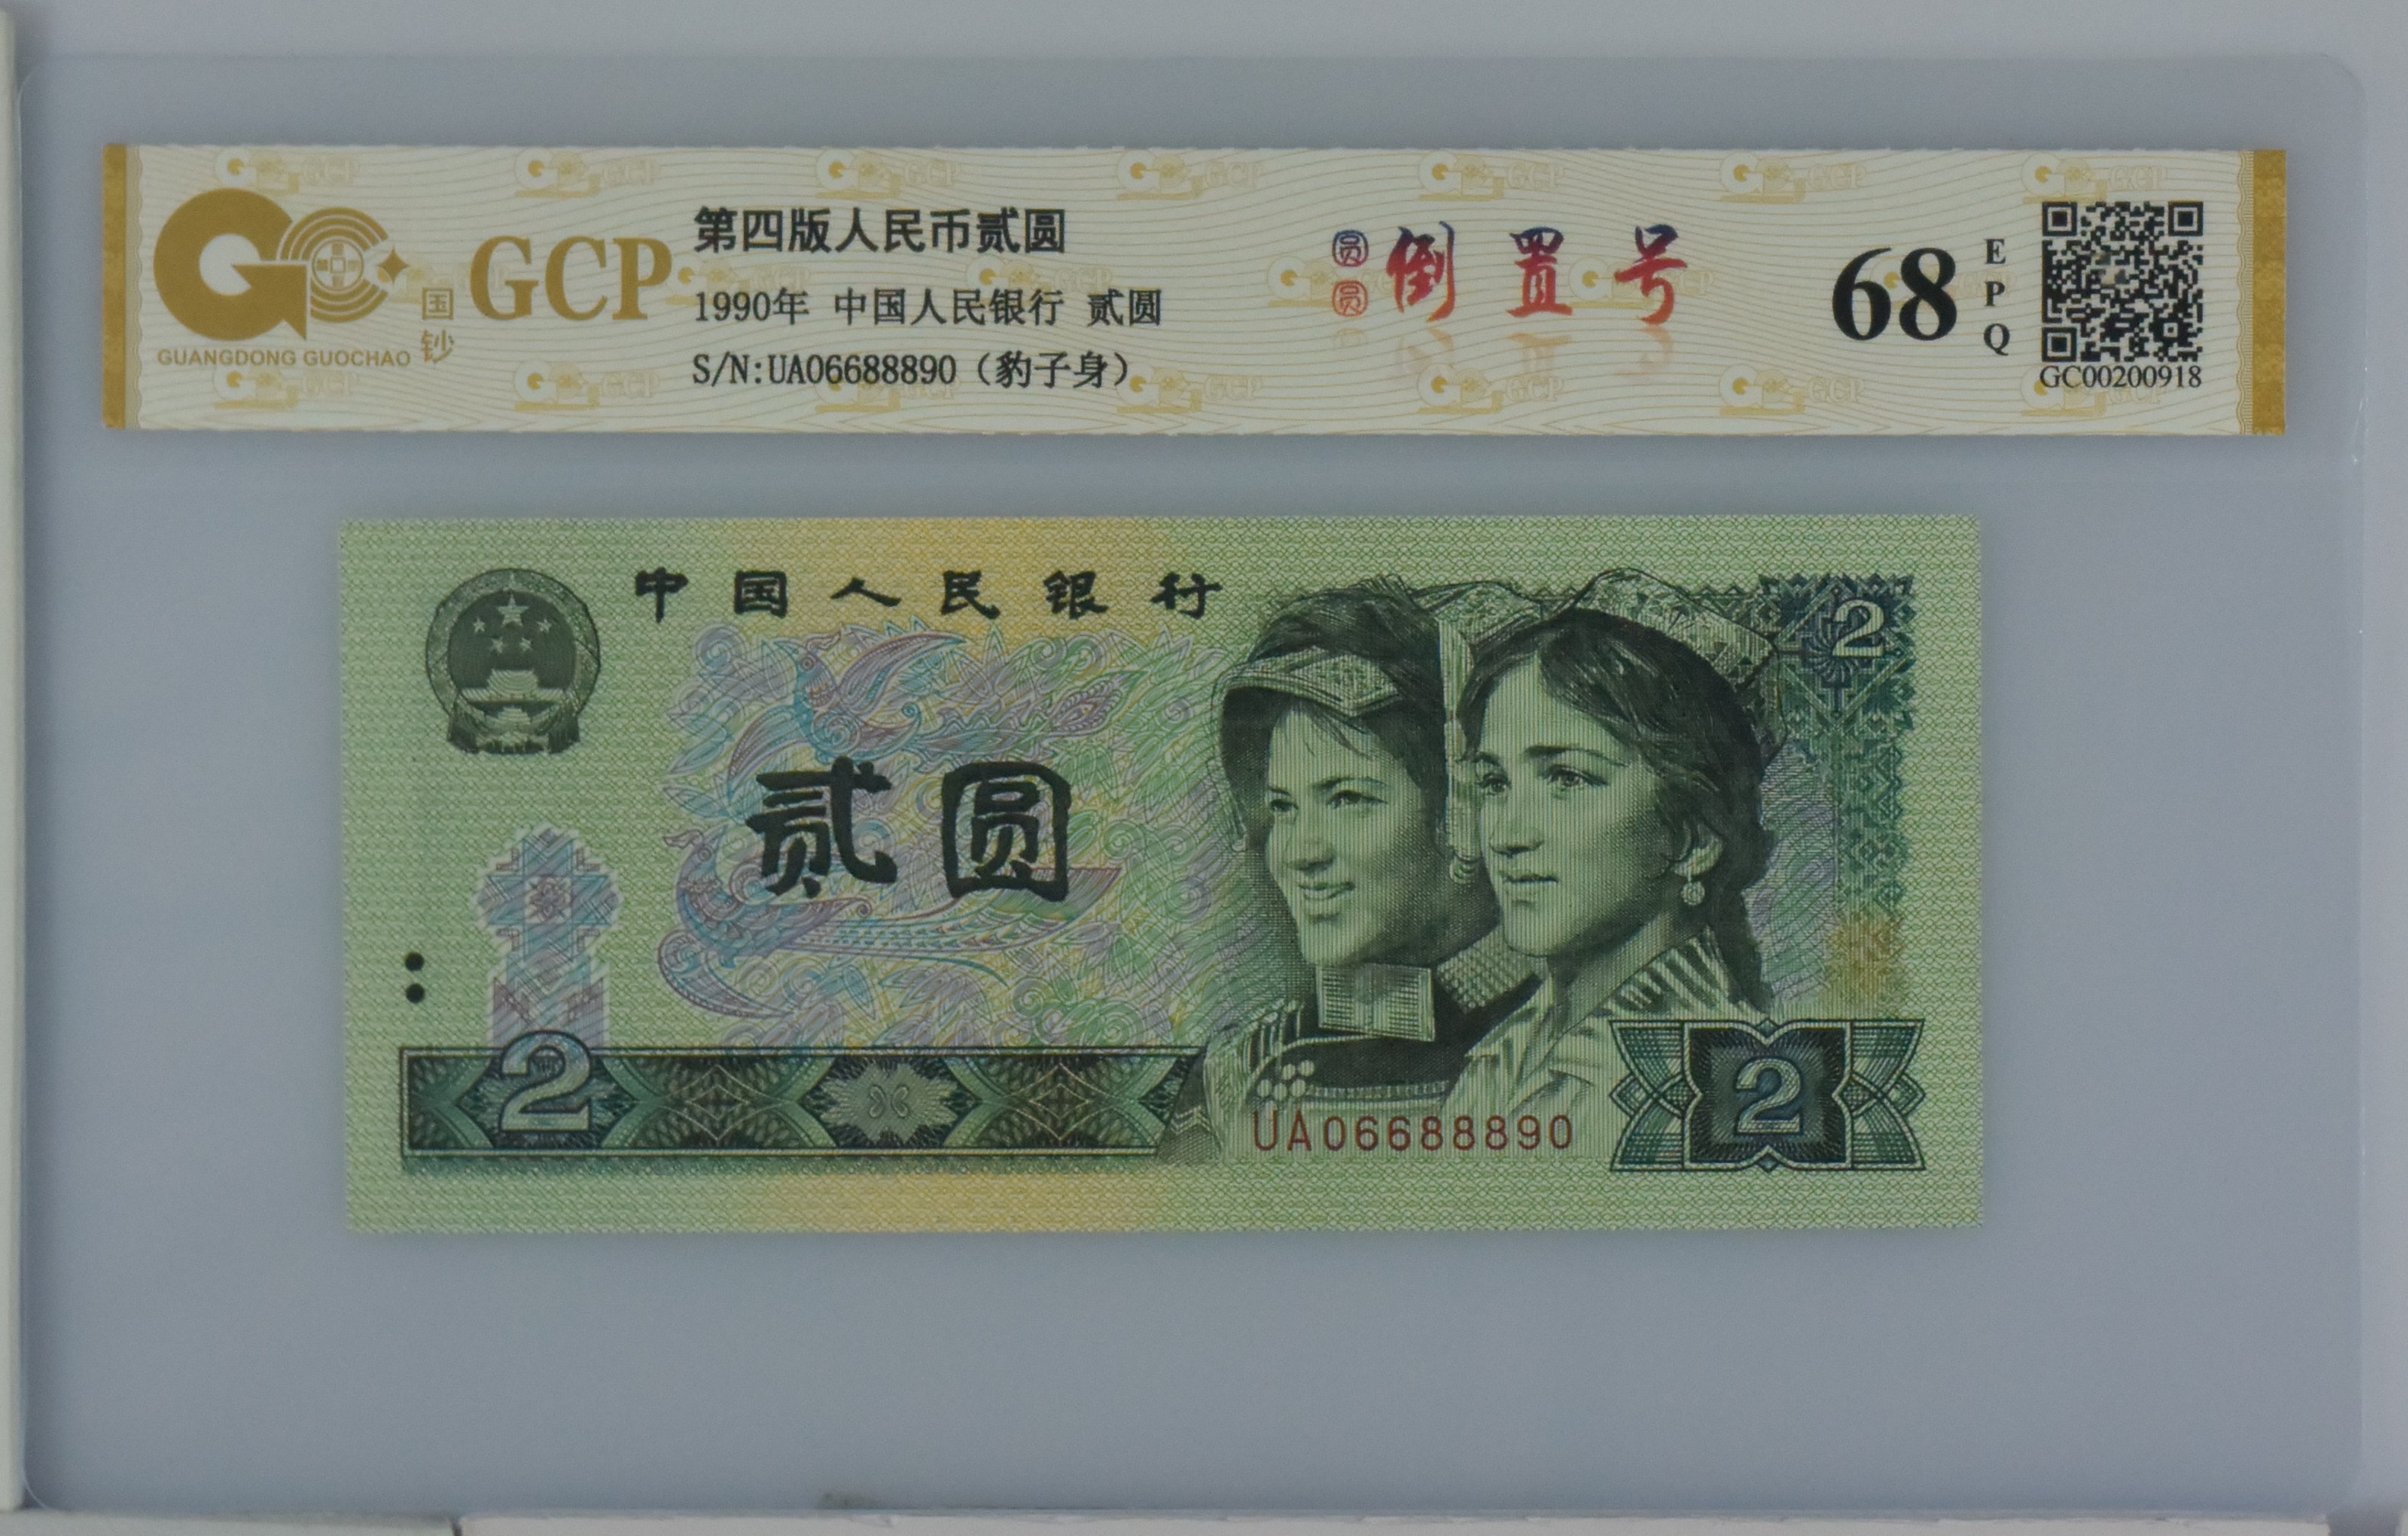 GCP
国钞
GUANGDONG GUOCHAO
第四版人民币贰圆
1990年 中国人民银行 贰圆
S/N:UA06688890（豹子身）
圆圆
倒置号
68
EPQ
GC00200918
中国人民银行
2
贰圆
2
UA06688890
2